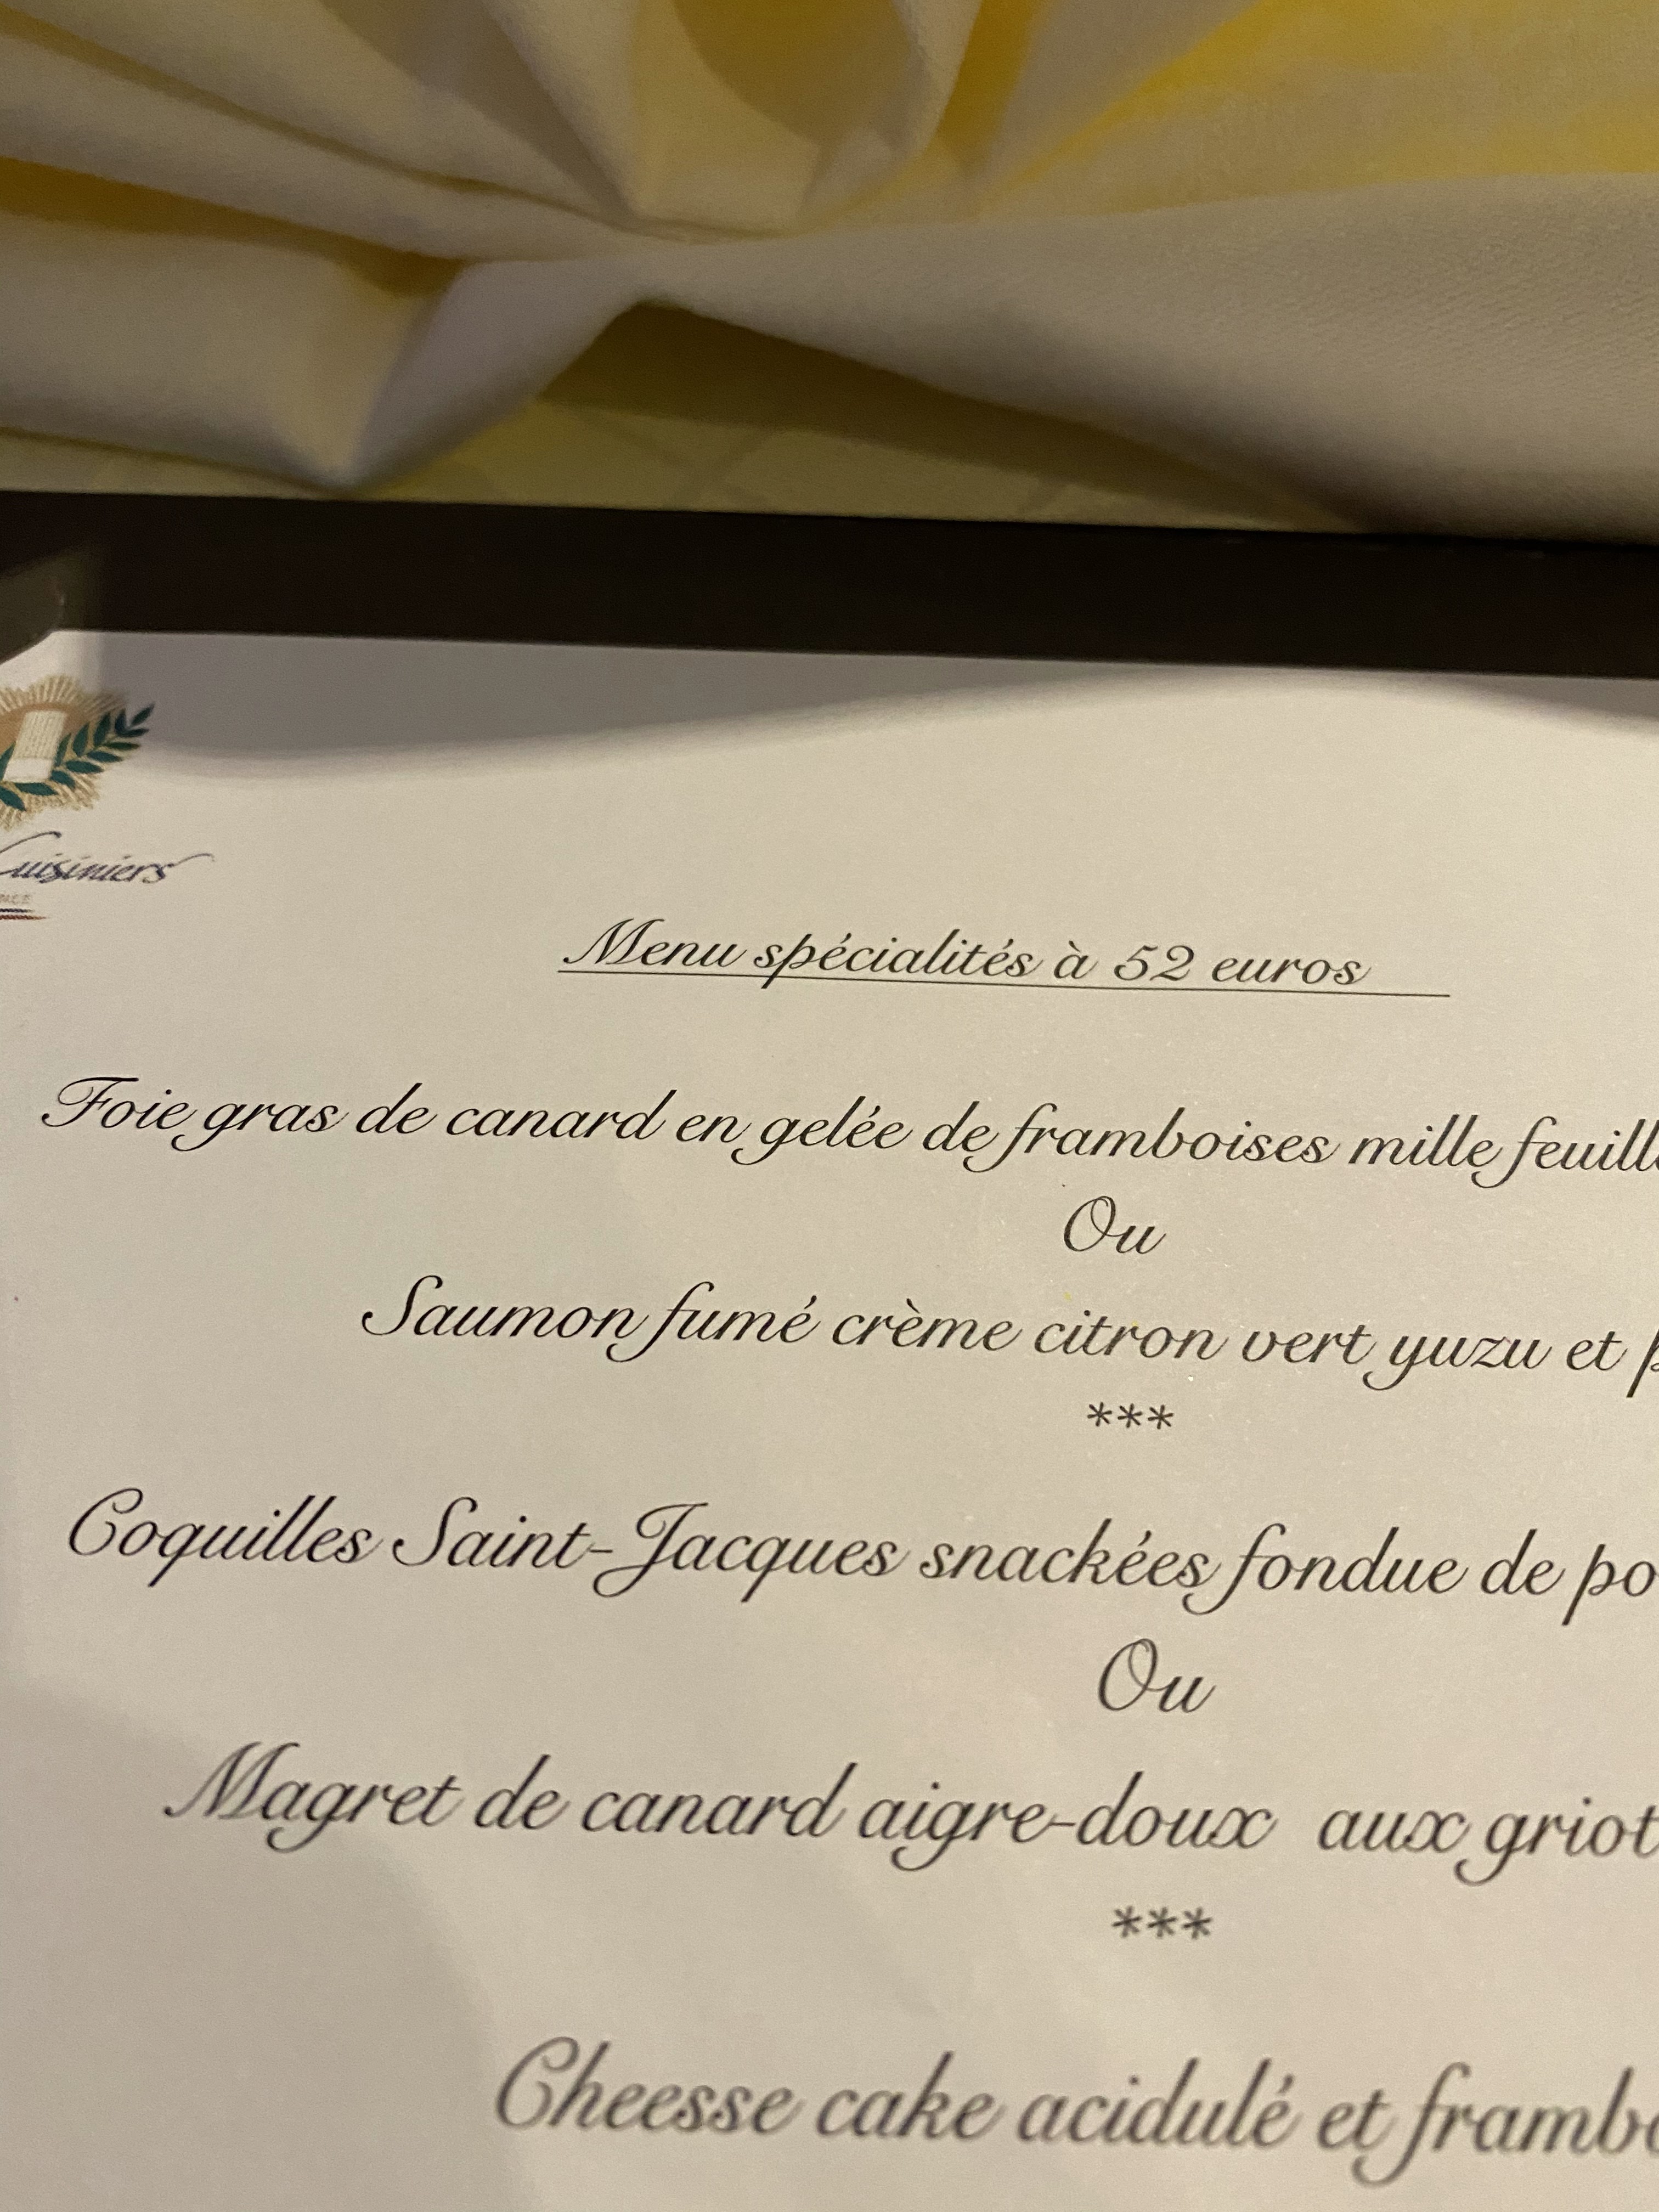 Cuisiniers
Menu spécialités à 52 euros
Foie gras de canard en gelée de framboises mille
Ou
Saumon fumé crème citron vert yuzu et
***
Coquilles Saint-Jacques snackées fondue de
Ou
Magret de canard aigre-doux aux
***
Cheesse cake acidulé et